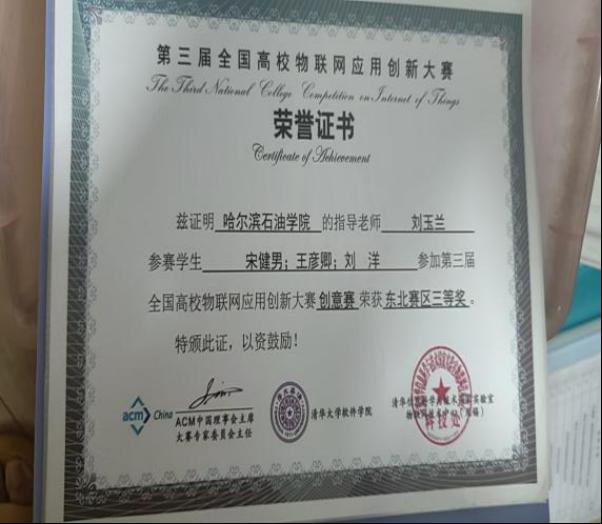 第三届全国高校物联网应用创新大赛
The Third National College Competition on Internet of Things
荣誉证书
Certificate of Achievement
兹证明 哈尔滨石油学院 的指导老师 刘玉兰
参赛学生 宋健男；王彦卿；刘 洋 参加第三届
全国高校物联网应用创新大赛创意赛荣获东北赛区三等奖。
特颁此证，以资鼓励！
acm China
ACM中国理事会主席
大赛专家委员会主任
清华大学软件学院
科技处